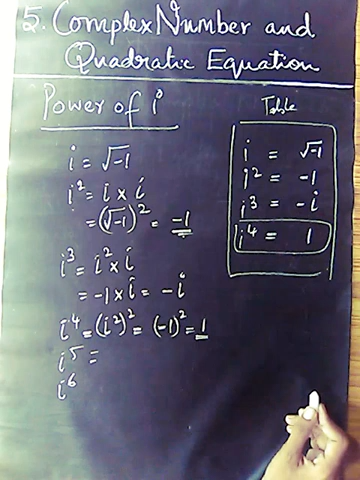 5. Complex Number and
Quadratic Equation
Power of i
i = √-1
i² = i × i
= (√-1)² = -1
i³ = i² × i
= -1 × i = -i
i⁴ = (i²)² = (-1)² = 1
i⁵ =
i⁶
Table
i = √-1
i² = -1
i³ = -i
i⁴ = 1